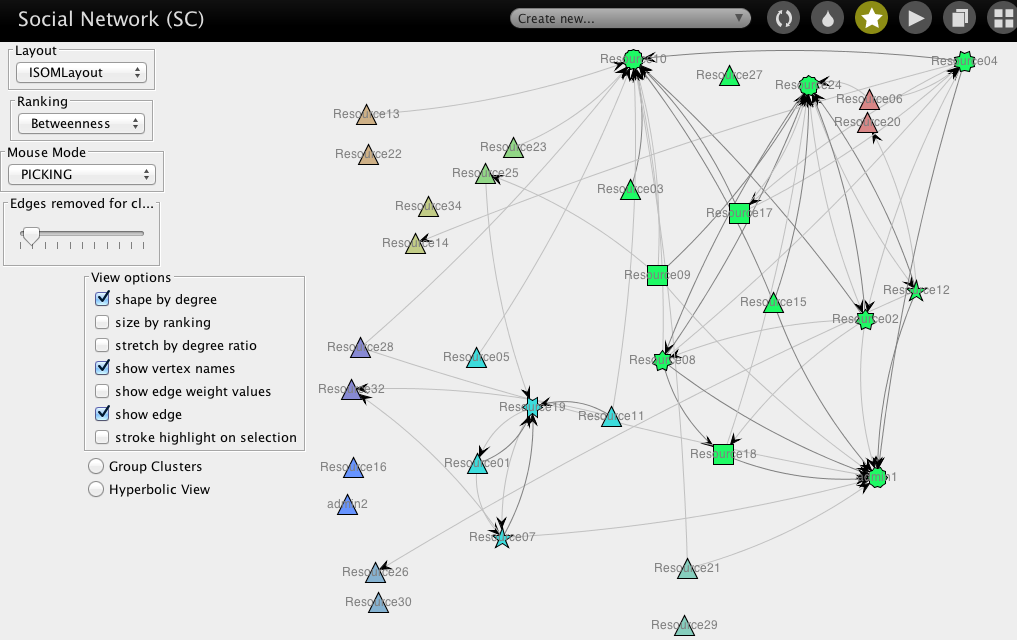 Social Network (SC)
Create new...
Layout
ISOMLayout
Ranking
Betweenness
Mouse Mode
PICKING
Edges removed for cl...
View options
shape by degree
size by ranking
stretch by degree ratio
show vertex names
show edge weight values
show edge
stroke highlight on selection
Group Clusters
Hyperbolic View
Resource10
Resource04
Resource27
Resource24
Resource06
Resource13
Resource20
Resource23
Resource22
Resource25
Resource03
Resource34
Resource17
Resource14
Resource09
Resource12
Resource15
Resource02
Resource28
Resource05
Resource08
Resource32
Resource19
Resource11
Resource18
Resource01
Resource16
admin1
admin2
Resource07
Resource26
Resource21
Resource30
Resource29